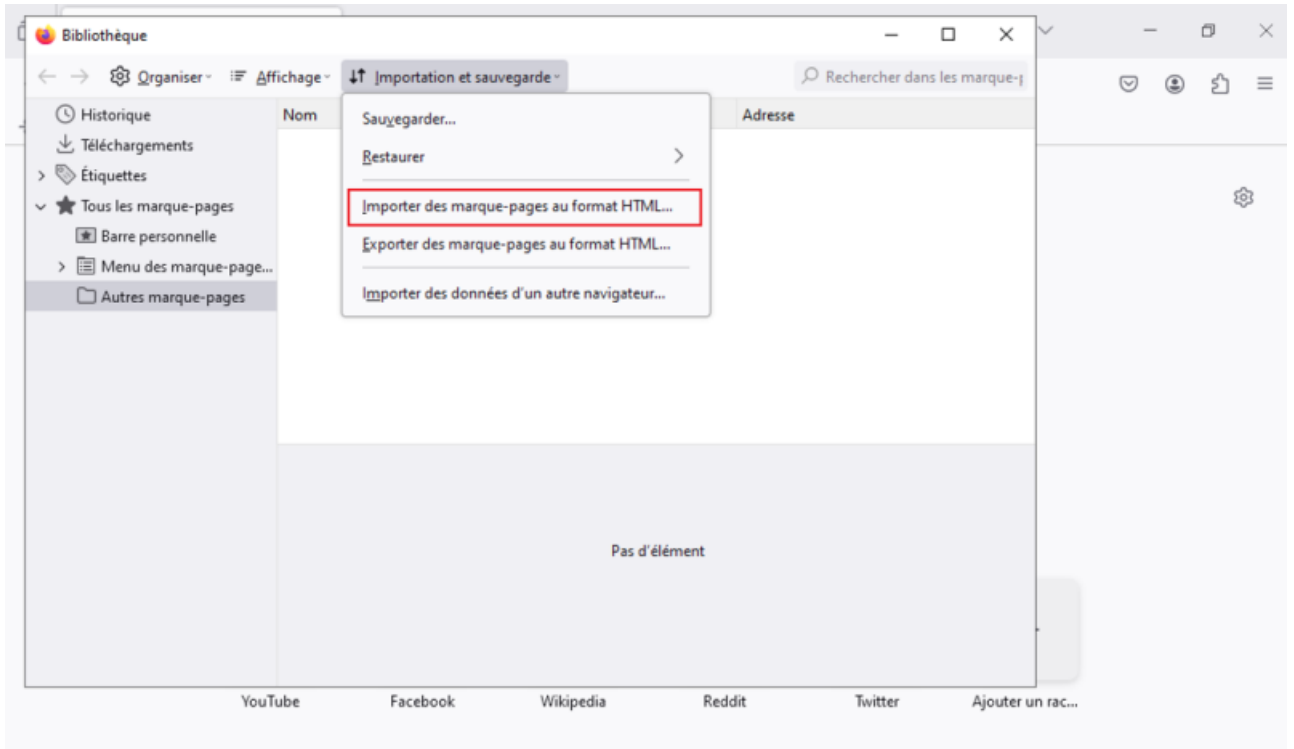 Bibliothèque
Organiser
Affichage
Importation et sauvegarde
Rechercher dans les marque-p
Historique
Téléchargements
Étiquettes
Tous les marque-pages
Barre personnelle
Menu des marque-page...
Autres marque-pages
Nom
Adresse
Sauvegarder...
Restaurer
Importer des marque-pages au format HTML...
Exporter des marque-pages au format HTML...
Importer des données d'un autre navigateur...
Pas d'élément
YouTube
Facebook
Wikipedia
Reddit
Twitter
Ajouter un rac...